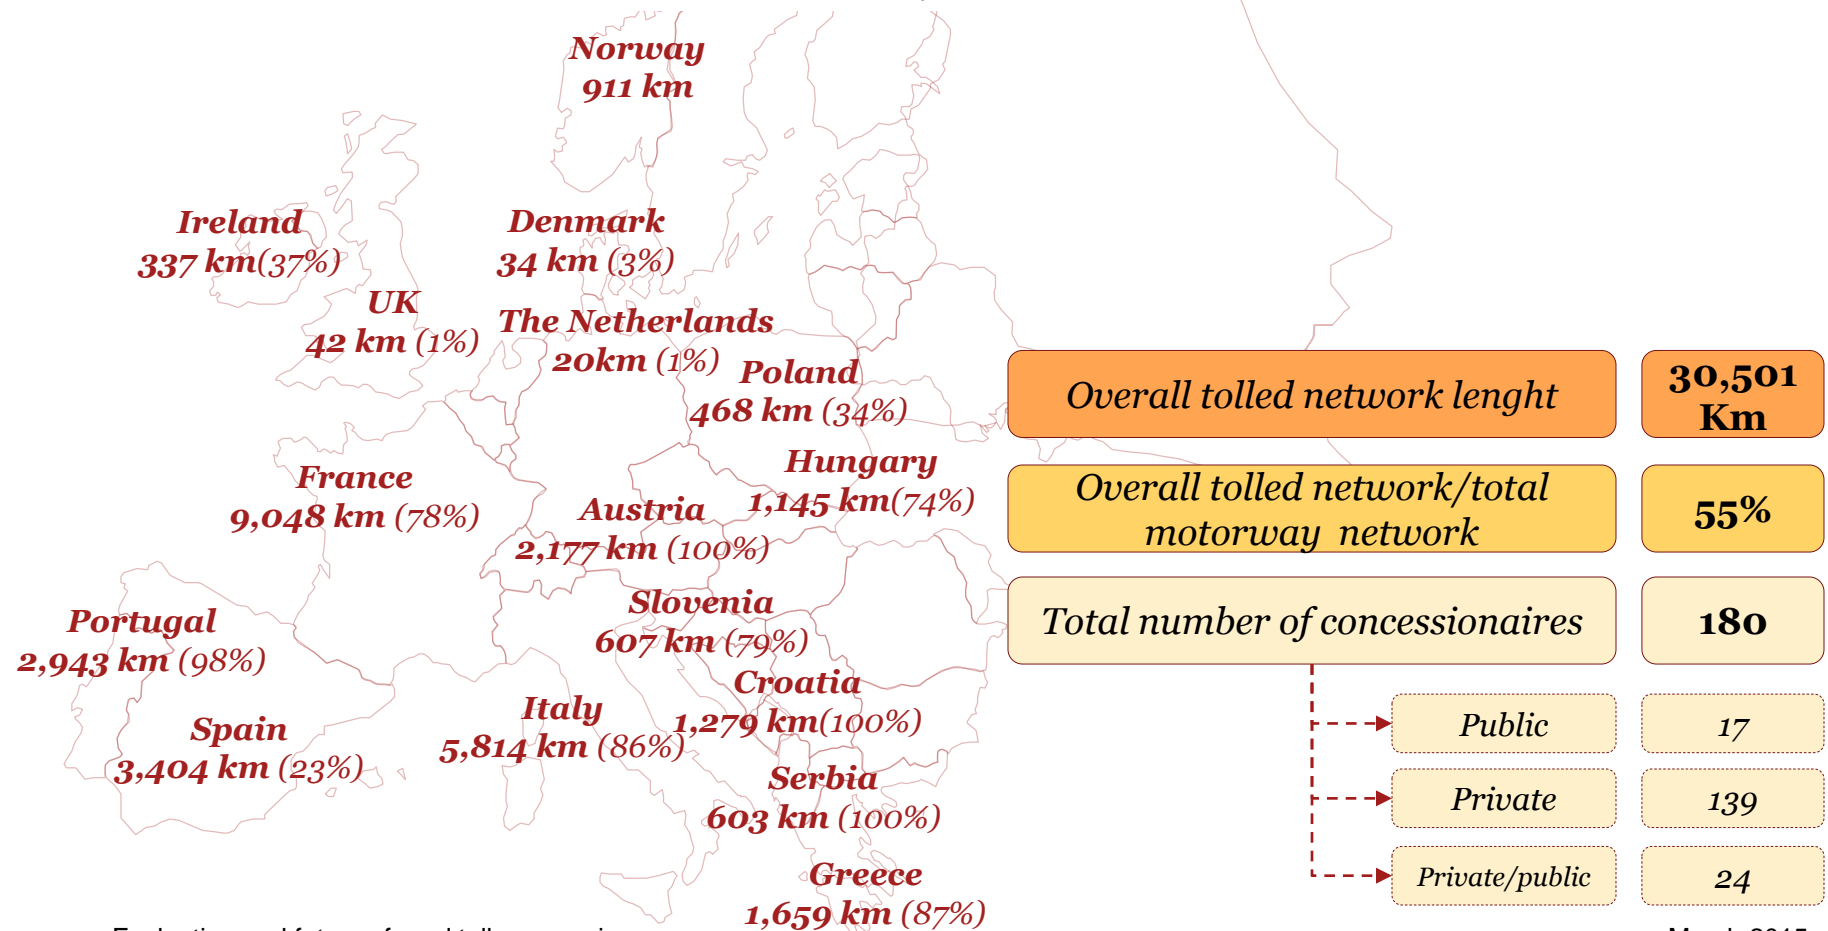 Norway
911 km
Ireland
337 km(37%)
Denmark
34 km (3%)
UK
42 km (1%)
The Netherlands
20km (1%)
Poland
468 km (34%)
Hungary
1,145 km(74%)
France
9,048 km (78%)
Austria
2,177 km (100%)
Slovenia
607 km (79%)
Portugal
2,943 km (98%)
Croatia
1,279 km(100%)
Italy
5,814 km (86%)
Spain
3,404 km (23%)
Serbia
603 km (100%)
Greece
1,659 km (87%)
Overall tolled network lenght
30,501
Km
Overall tolled network/total
motorway network
55%
Total number of concessionaires
180
Public
17
Private
139
Private/public
24